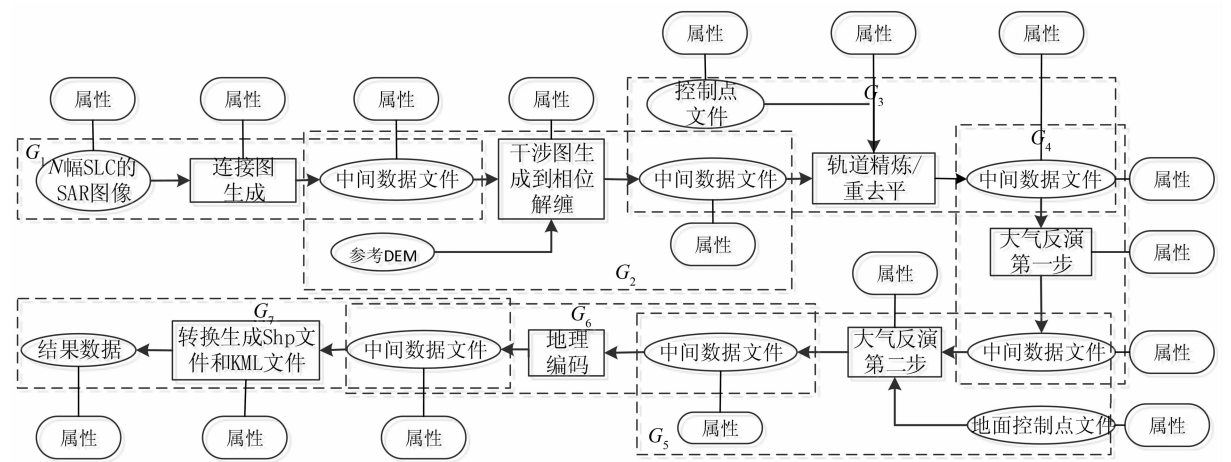 属性
属性
属性
属性
属性
属性
属性
属性
G1
N幅SLC的
SAR图像
连接图
生成
中间数据文件
干涉图生
成到相位
解缠
控制点
文件
G3
中间数据文件
轨道精炼/
重去平
G4
中间数据文件
属性
参考DEM
属性
G2
大气反演
第一步
属性
属性
G7
结果数据
转换生成Shp文
件和KML文件
中间数据文件
G6
地理
编码
中间数据文件
大气反演
第二步
中间数据文件
属性
属性
属性
属性
G5
属性
地面控制点文件
属性